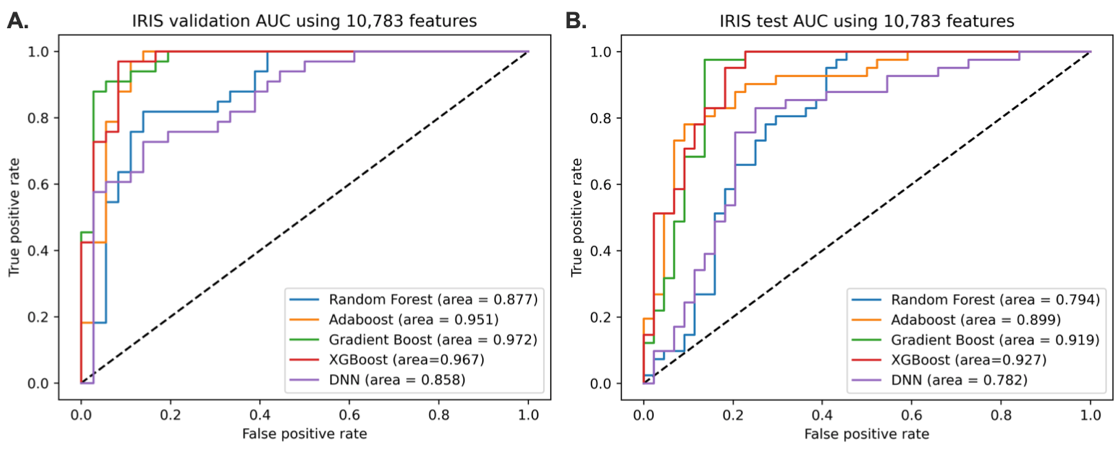 A.
IRIS validation AUC using 10,783 features
True positive rate
1.0
0.8
0.6
0.4
0.2
0.0
0.0 0.2 0.4 0.6 0.8 1.0
False positive rate
Random Forest (area = 0.877)
Adaboost (area = 0.951)
Gradient Boost (area = 0.972)
XGBoost (area=0.967)
DNN (area = 0.858)
B.
IRIS test AUC using 10,783 features
True positive rate
1.0
0.8
0.6
0.4
0.2
0.0
0.0 0.2 0.4 0.6 0.8 1.0
False positive rate
Random Forest (area = 0.794)
Adaboost (area = 0.899)
Gradient Boost (area = 0.919)
XGBoost (area=0.927)
DNN (area = 0.782)